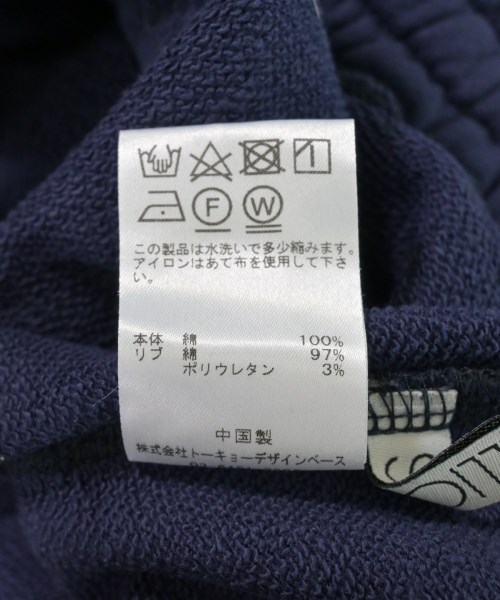 F W
この製品は水洗いで多少縮みます。
アイロンはあて布を使用して下さ
い。
本体 綿 100%
リブ 綿 97%
ポリウレタン 3%
中国製
株式会社トーキョーデザインベース